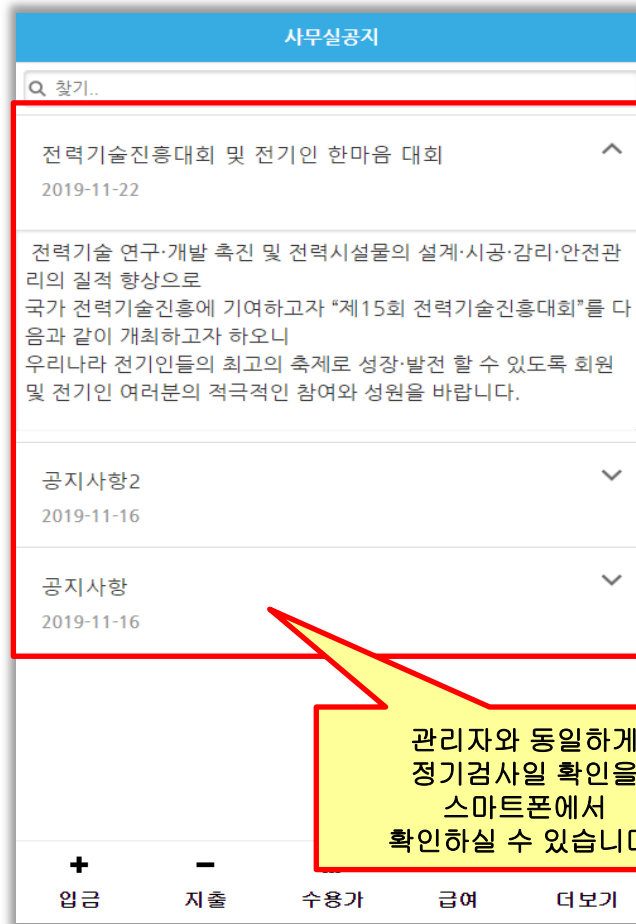 사무실공지
찾기..
전력기술진흥대회 및 전기인 한마음 대회
2019-11-22
전력기술 연구·개발 촉진 및 전력시설물의 설계·시공·감리·안전관
리의 질적 향상으로
국가 전력기술진흥에 기여하고자 “제15회 전력기술진흥대회”를 다
음과 같이 개최하고자 하오니
우리나라 전기인들의 최고의 축제로 성장·발전 할 수 있도록 회원
및 전기인 여러분의 적극적인 참여와 성원을 바랍니다.
공지사항2
2019-11-16
공지사항
2019-11-16
관리자와 동일하게
정기검사일 확인을
스마트폰에서
확인하실 수 있습니다
입금 지출 수용가 급여 더보기